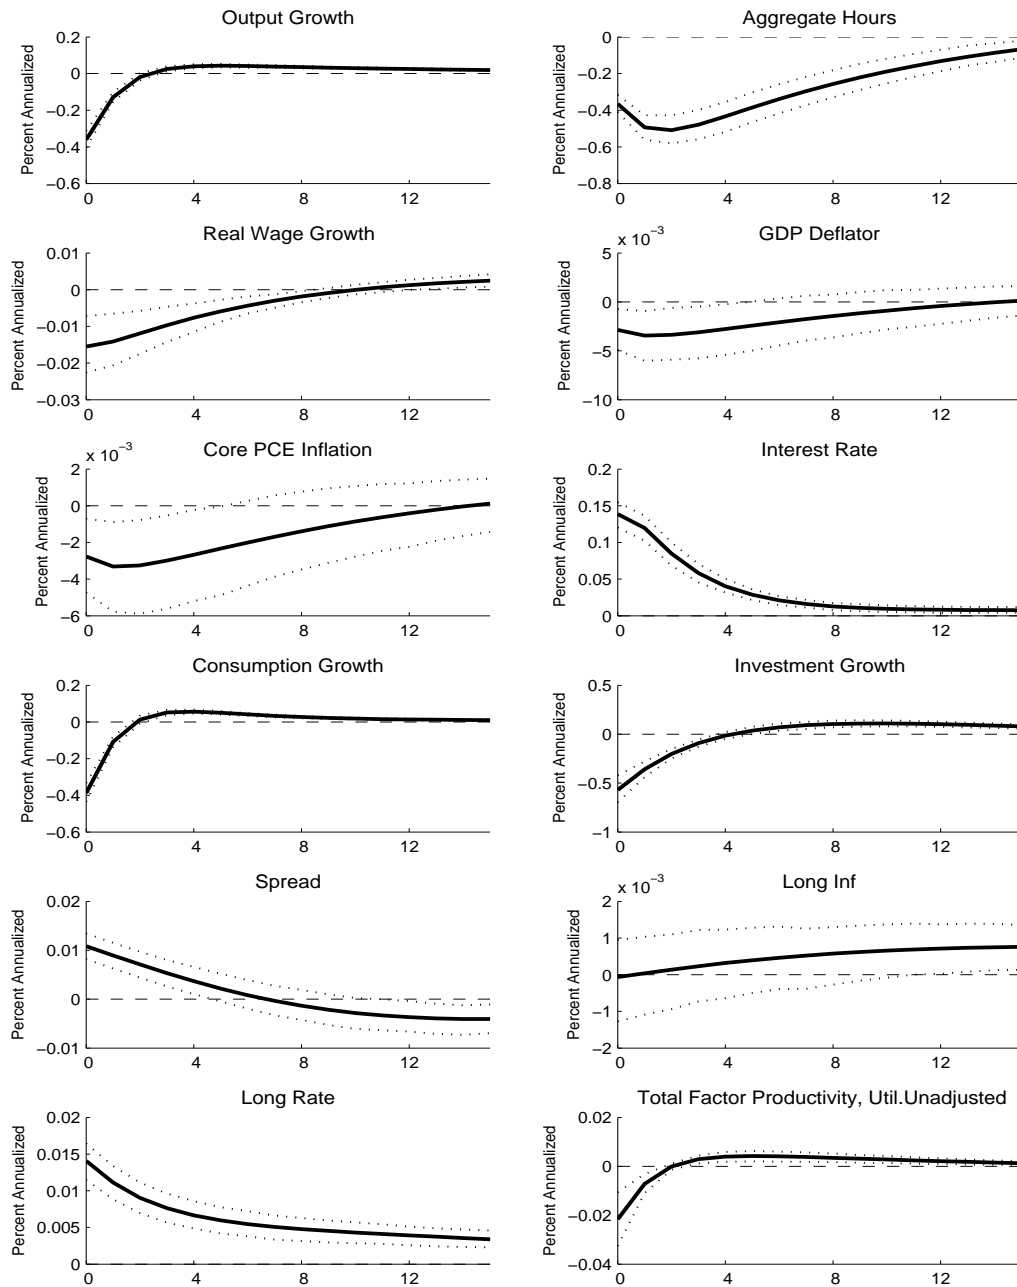 Output Growth
Percent Annualized
0.2
0
−0.2
−0.4
−0.6
0 4 8 12
Aggregate Hours
Percent Annualized
0
−0.2
−0.4
−0.6
−0.8
0 4 8 12
Real Wage Growth
Percent Annualized
0.01
0
−0.01
−0.02
−0.03
0 4 8 12
GDP Deflator
x 10−3
Percent Annualized
5
0
−5
−10
0 4 8 12
Core PCE Inflation
x 10−3
Percent Annualized
2
0
−2
−4
−6
0 4 8 12
Interest Rate
Percent Annualized
0.2
0.15
0.1
0.05
0
0 4 8 12
Consumption Growth
Percent Annualized
0.2
0
−0.2
−0.4
−0.6
0 4 8 12
Investment Growth
Percent Annualized
0.5
0
−0.5
−1
0 4 8 12
Spread
Percent Annualized
0.02
0.01
0
−0.01
0 4 8 12
Long Inf
x 10−3
Percent Annualized
2
1
0
−1
−2
0 4 8 12
Long Rate
Percent Annualized
0.02
0.015
0.01
0.005
0
0 4 8 12
Total Factor Productivity, Util.Unadjusted
Percent Annualized
0.02
0
−0.02
−0.04
0 4 8 12